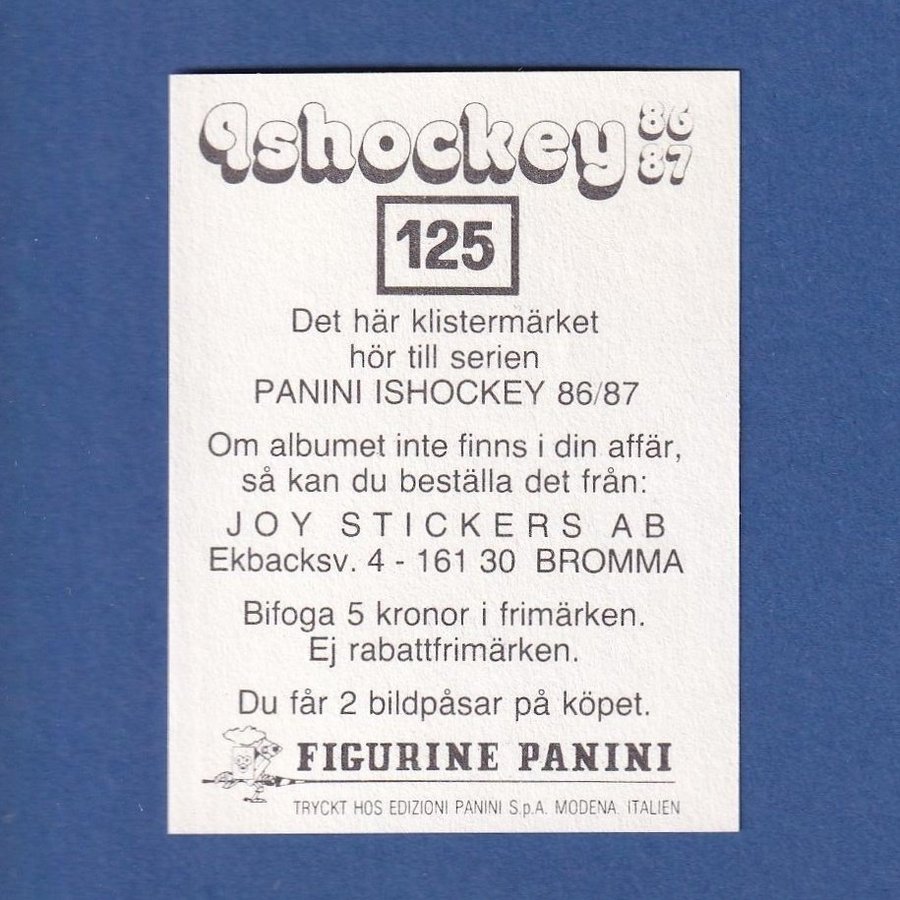 Ishockey 86 87
125
Det här klistermärket
hör till serien
PANINI ISHOCKEY 86/87
Om albumet inte finns i din affär,
så kan du beställa det från:
JOY STICKERS AB
Ekbacksv. 4 - 161 30 BROMMA
Bifoga 5 kronor i frimärken.
Ej rabattfrimärken.
Du får 2 bildpåsar på köpet.
FIGURINE PANINI
TRYCKT HOS EDIZIONI PANINI S.p.A. MODENA. ITALIEN